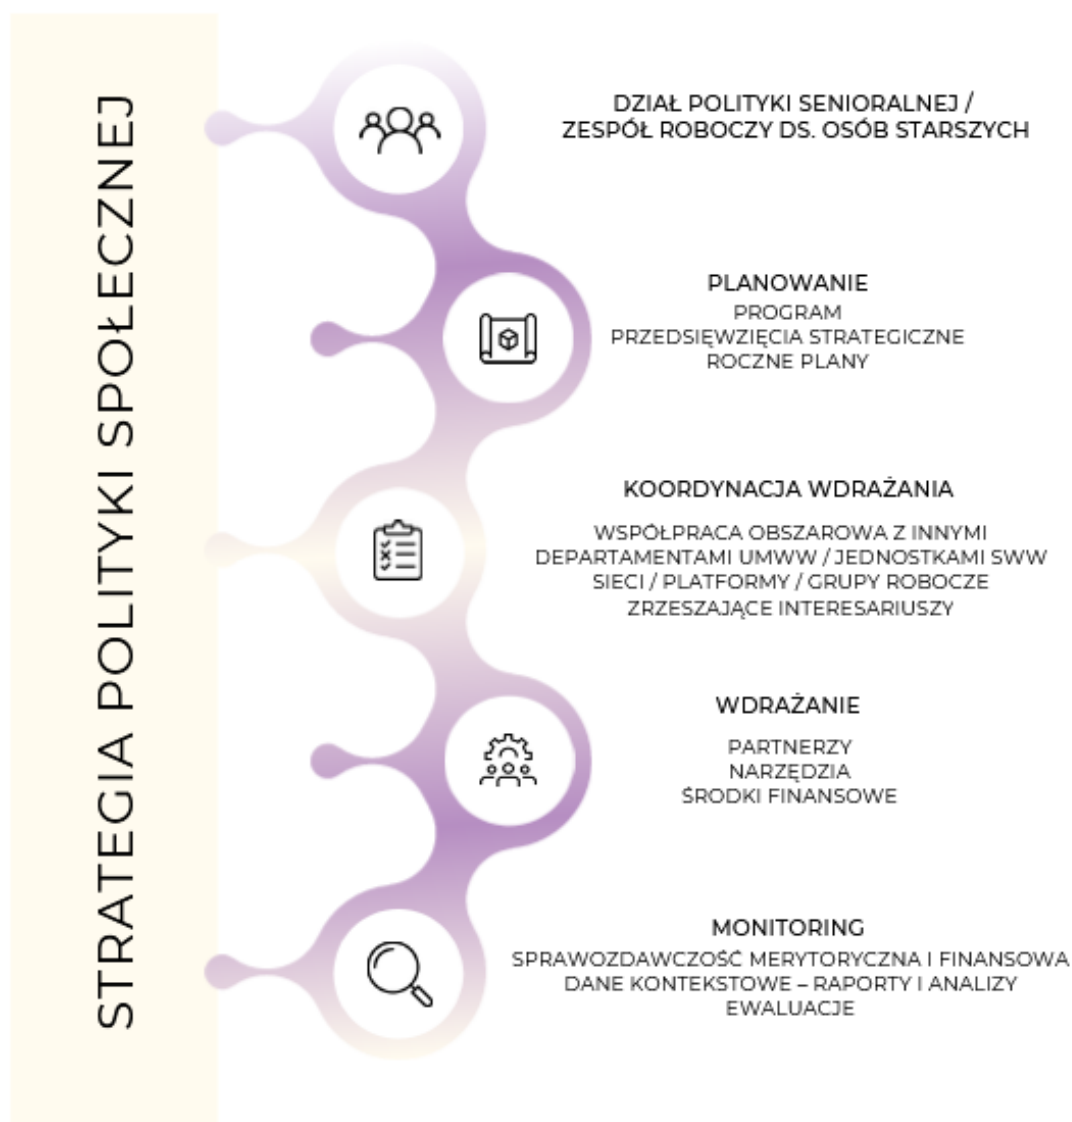 STRATEGIA POLITYKI SPOŁECZNEJ
DZIAŁ POLITYKI SENIORALNEJ /
ZESPÓŁ ROBOCZY DS. OSÓB STARSZYCH
PLANOWANIE
PROGRAM
PRZEDSIĘWZIĘCIA STRATEGICZNE
ROCZNE PLANY
KOORDYNACJA WDRAŻANIA
WSPÓŁPRACA OBSZAROWA Z INNYMI
DEPARTAMENTAMI UMWW / JEDNOSTKAMI SWW
SIECI / PLATFORMY / GRUPY ROBOCZE
ZRZESZAJĄCE INTERESARIUSZY
WDRAŻANIE
PARTNERZY
NARZĘDZIA
ŚRODKI FINANSOWE
MONITORING
SPRAWOZDAWCZOŚĆ MERYTORYCZNA I FINANSOWA
DANE KONTEKSTOWE – RAPORTY I ANALIZY
EWALUACJE